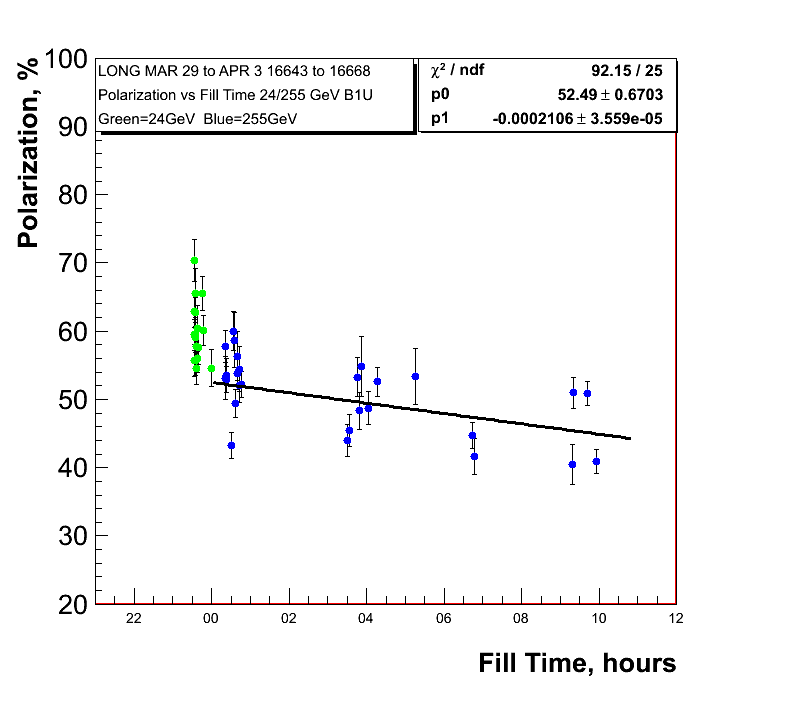 LONG MAR 29 to APR 3 16643 to 16668
Polarization vs Fill Time 24/255 GeV B1U
Green=24GeV Blue=255GeV
χ² / ndf 92.15 / 25
p0 52.49 ± 0.6703
p1 -0.0002106 ± 3.559e-05
Polarization, %
100
90
80
70
60
50
40
30
20
22 00 02 04 06 08 10 12
Fill Time, hours